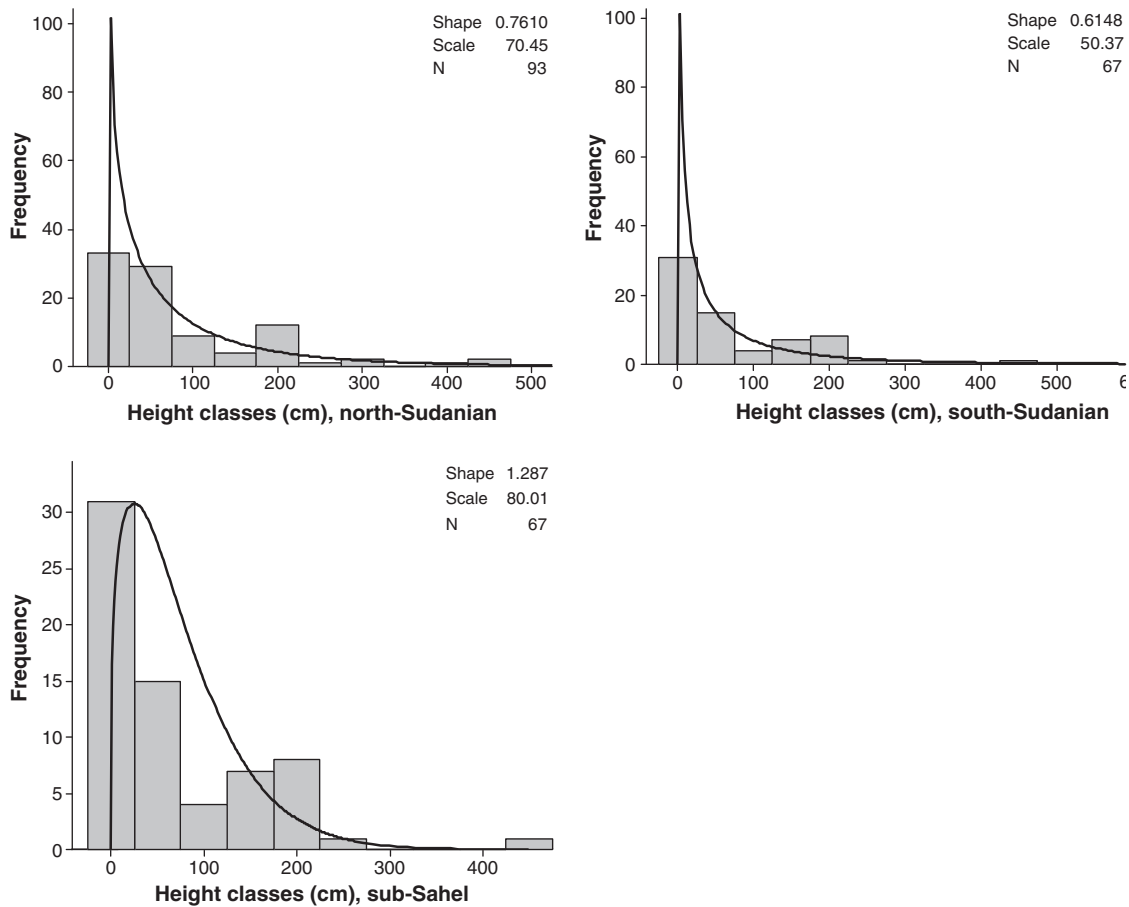 Shape 0.7610
Scale 70.45
N 93
100
80
60
40
20
0
Frequency
0 100 200 300 400 500
Height classes (cm), north-Sudanian
Shape 0.6148
Scale 50.37
N 67
100
80
60
40
20
0
Frequency
0 100 200 300 400 500 6
Height classes (cm), south-Sudanian
Shape 1.287
Scale 80.01
N 67
30
25
20
15
10
5
0
Frequency
0 100 200 300 400
Height classes (cm), sub-Sahel